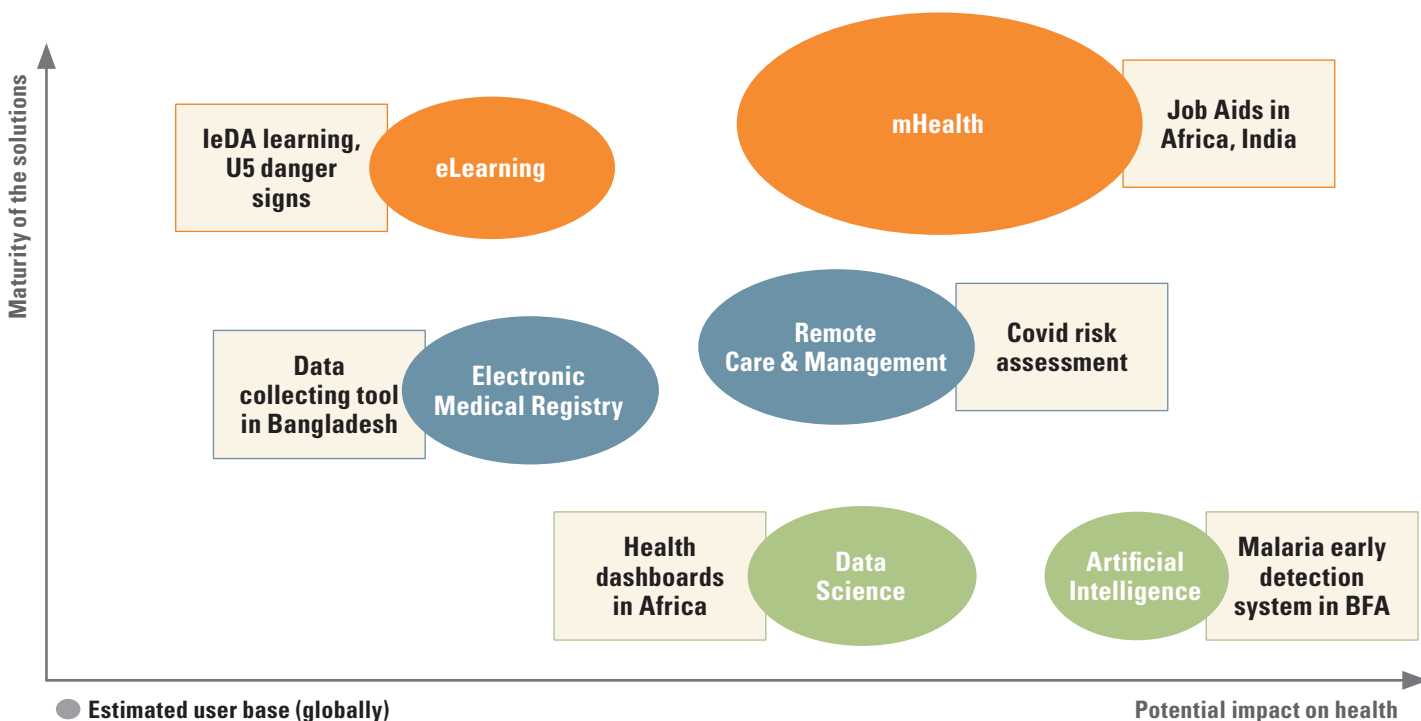 Maturity of the solutions
IeDA learning,
U5 danger
signs
eLearning
mHealth
Job Aids in
Africa, India
Data
collecting tool
in Bangladesh
Electronic
Medical Registry
Remote
Care & Management
Covid risk
assessment
Health
dashboards
in Africa
Data
Science
Artificial
Intelligence
Malaria early
detection
system in BFA
Estimated user base (globally)
Potential impact on health